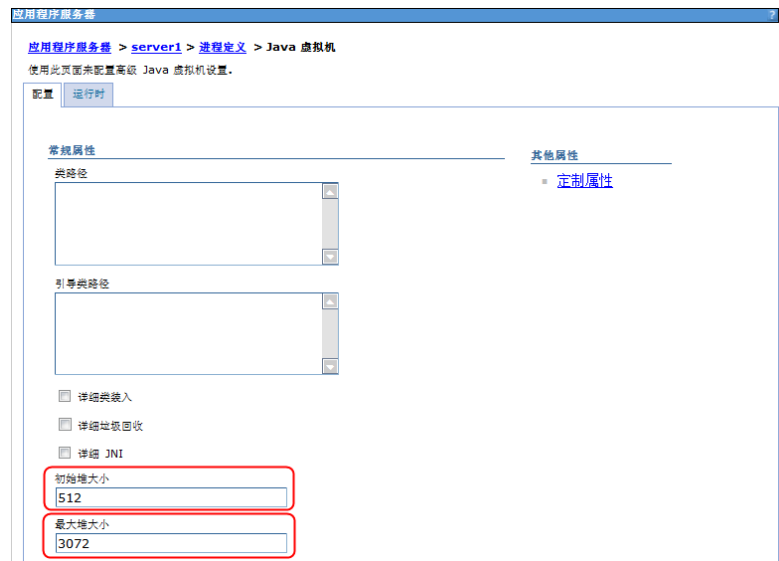 应用程序服务器 ?
应用程序服务器 > server1 > 进程定义 > Java 虚拟机
使用此页面来配置高级 Java 虚拟机设置。
配置 运行时
常规属性
类路径
引导类路径
详细类装入
详细垃圾回收
详细 JNI
初始堆大小
512
最大堆大小
3072
其他属性
定制属性